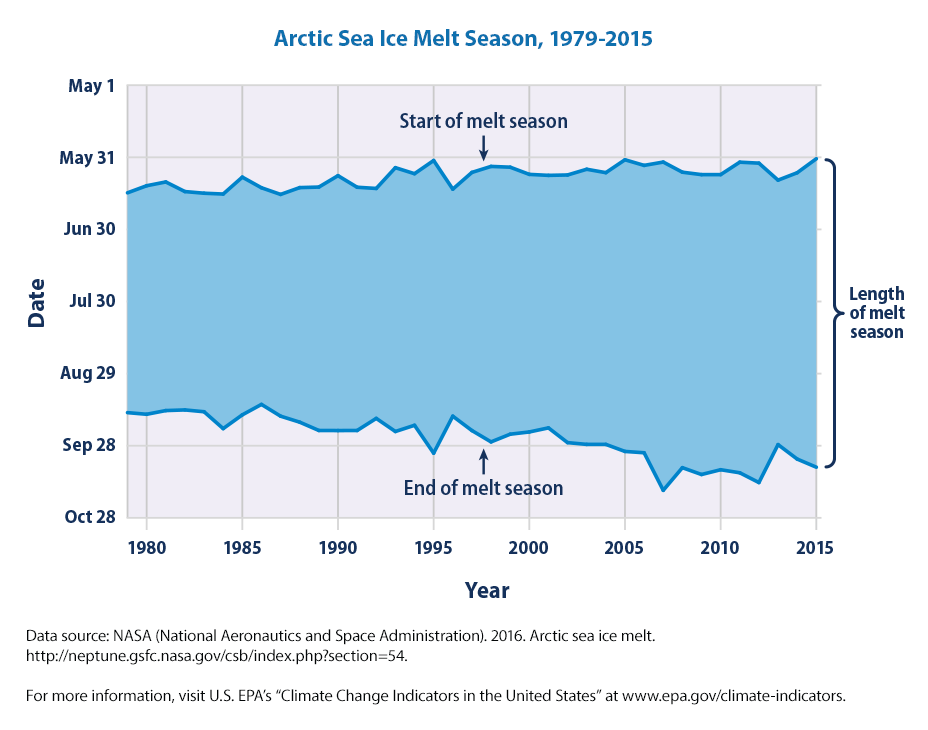 Arctic Sea Ice Melt Season, 1979-2015
May 1
Start of melt season
May 31
Jun 30
Jul 30
Date
Length
of melt
season
Aug 29
Sep 28
End of melt season
Oct 28
1980 1985 1990 1995 2000 2005 2010 2015
Year
Data source: NASA (National Aeronautics and Space Administration). 2016. Arctic sea ice melt.
http://neptune.gsfc.nasa.gov/csb/index.php?section=54.
For more information, visit U.S. EPA’s “Climate Change Indicators in the United States” at www.epa.gov/climate-indicators.